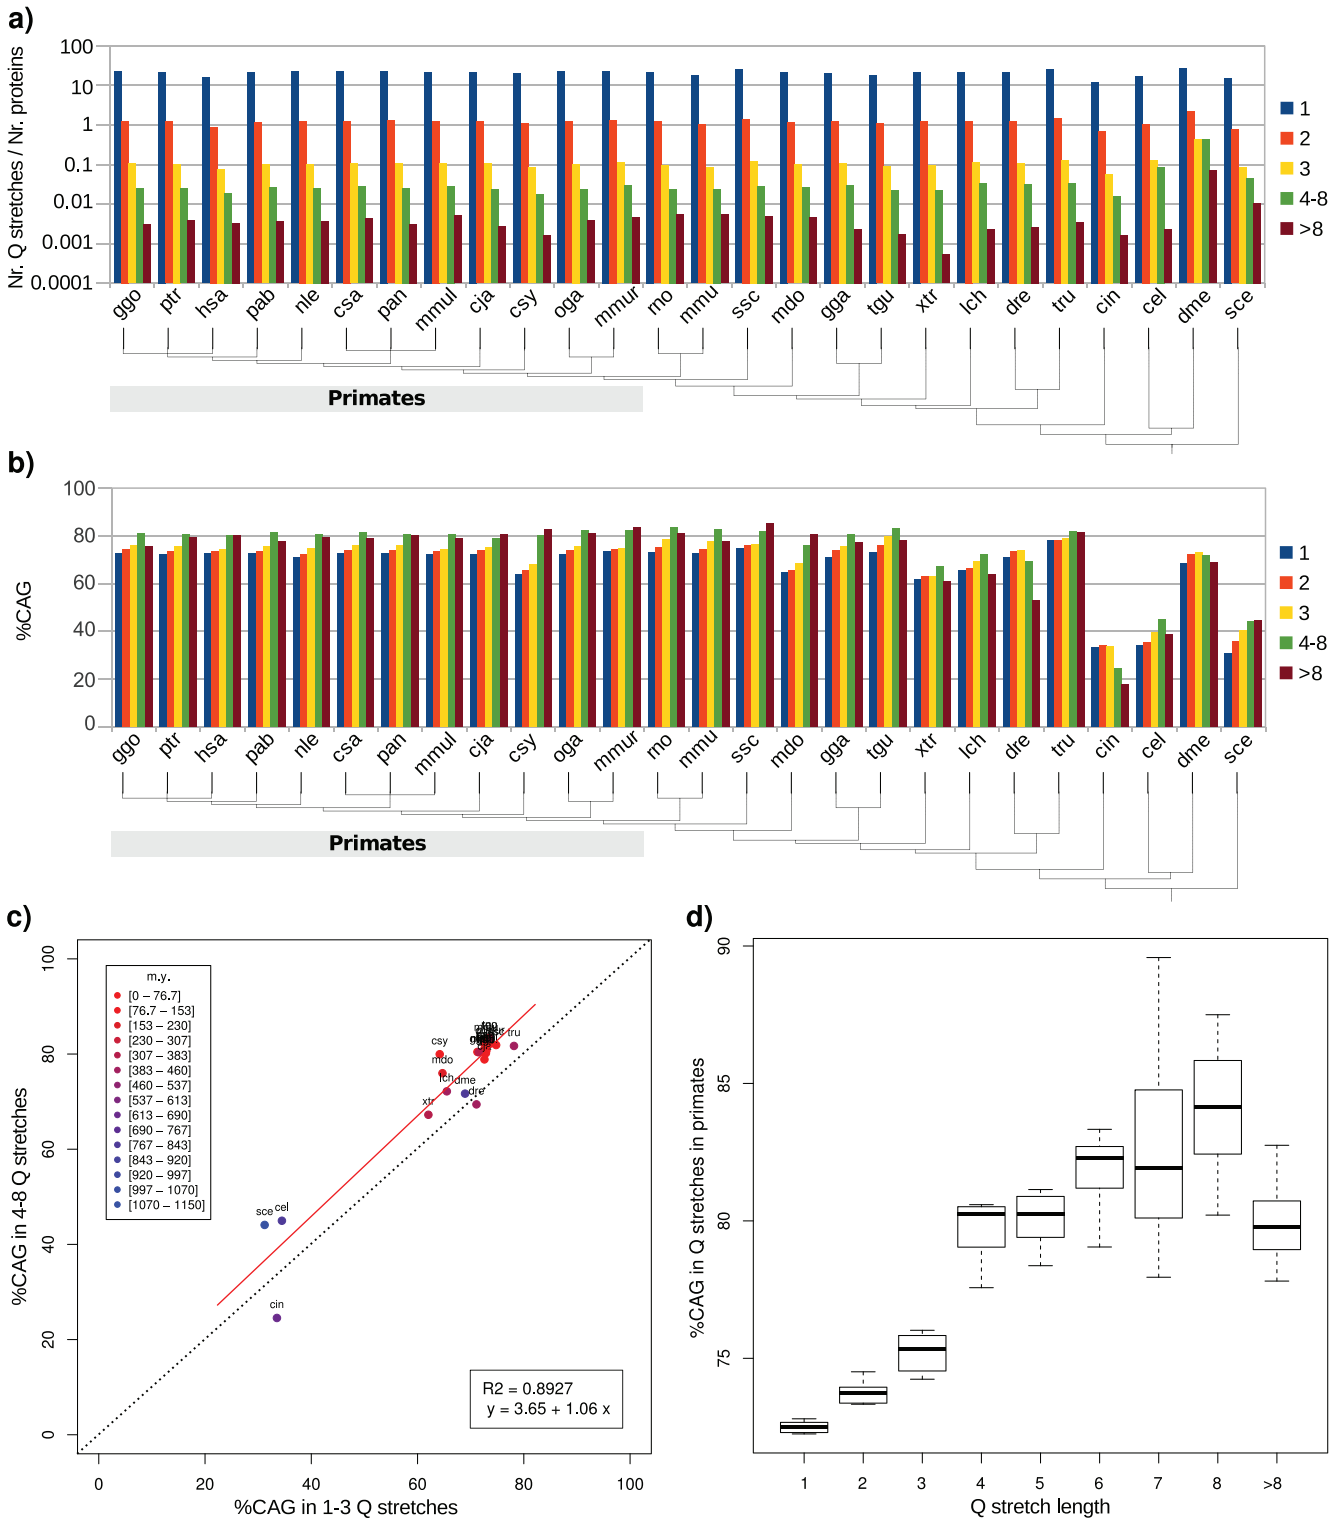 a)
Nr. Q stretches / Nr. proteins
100
10
1
0.1
0.01
0.001
0.0001
1
2
3
4-8
>8
ggo ptr hsa pab nle csa pan mmul cja csy oga mmur rno mmu ssc mdo gga tgu xtr lch dre tru cin cel dme sce
Primates
b)
%CAG
100
80
60
40
20
0
1
2
3
4-8
>8
ggo ptr hsa pab nle csa pan mmul cja csy oga mmur rno mmu ssc mdo gga tgu xtr lch dre tru cin cel dme sce
Primates
c)
%CAG in 4-8 Q stretches
100
80
60
40
20
0
m.y.
[0 – 76.7]
[76.7 – 153]
[153 – 230]
[230 – 307]
[307 – 383]
[383 – 460]
[460 – 537]
[537 – 613]
[613 – 690]
[690 – 767]
[767 – 843]
[843 – 920]
[920 – 997]
[997 – 1070]
[1070 – 1150]
csy
tru
mdo
lch dme
dre
xtr
sce cel
cin
R2 = 0.8927
y = 3.65 + 1.06 x
0 20 40 60 80 100
%CAG in 1-3 Q stretches
d)
%CAG in Q stretches in primates
90
85
80
75
1 2 3 4 5 6 7 8 >8
Q stretch length